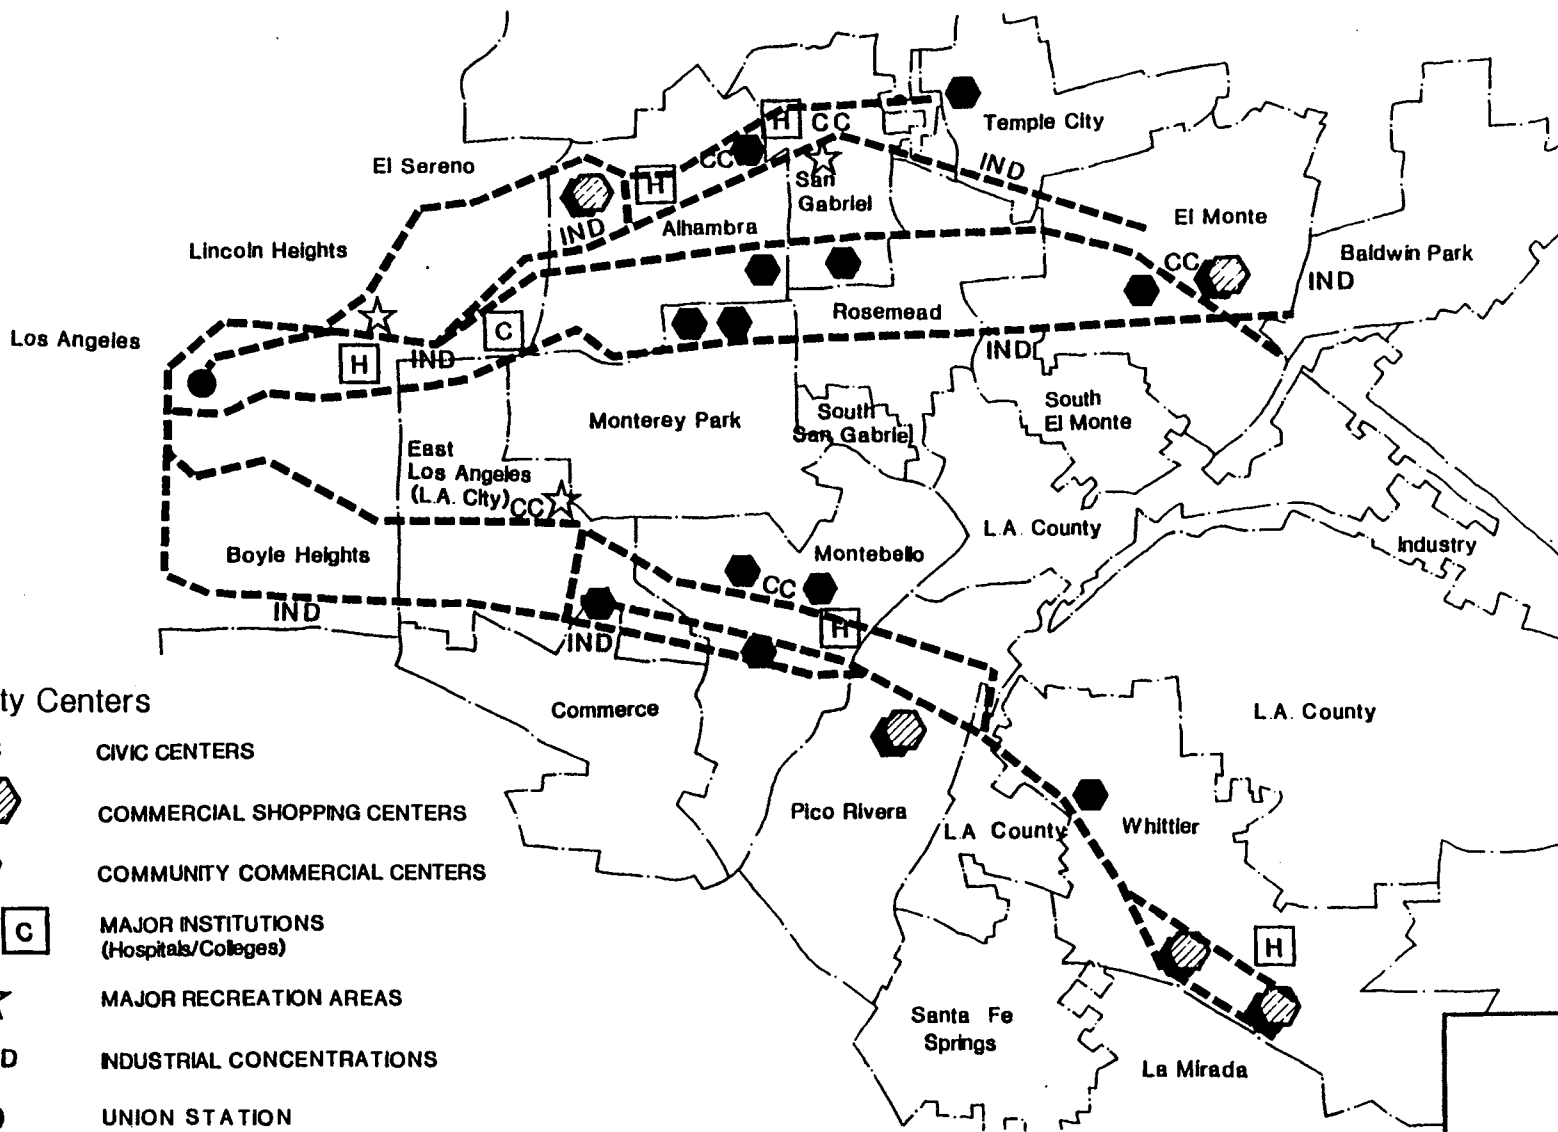 Temple City
H
CC
IND
CC
El Sereno
H
San
Gabriel
El Monte
IND
Alhambra
Lincoln Heights
Baldwin Park
CC
IND
Rosemead
Los Angeles
C
H
IND
IND
South
El Monte
Monterey Park
South
San Gabriel
East
Los Angeles
(L.A. City)
CC
L.A. County
Industry
Boyle Heights
Montebello
CC
IND
H
IND
Commerce
L.A. County
Pico Rivera
L.A County
Whittier
H
Santa Fe
Springs
La Mirada
ty Centers
CIVIC CENTERS
COMMERCIAL SHOPPING CENTERS
COMMUNITY COMMERCIAL CENTERS
C
MAJOR INSTITUTIONS
(Hospitals/Colleges)
MAJOR RECREATION AREAS
D
INDUSTRIAL CONCENTRATIONS
UNION STATION